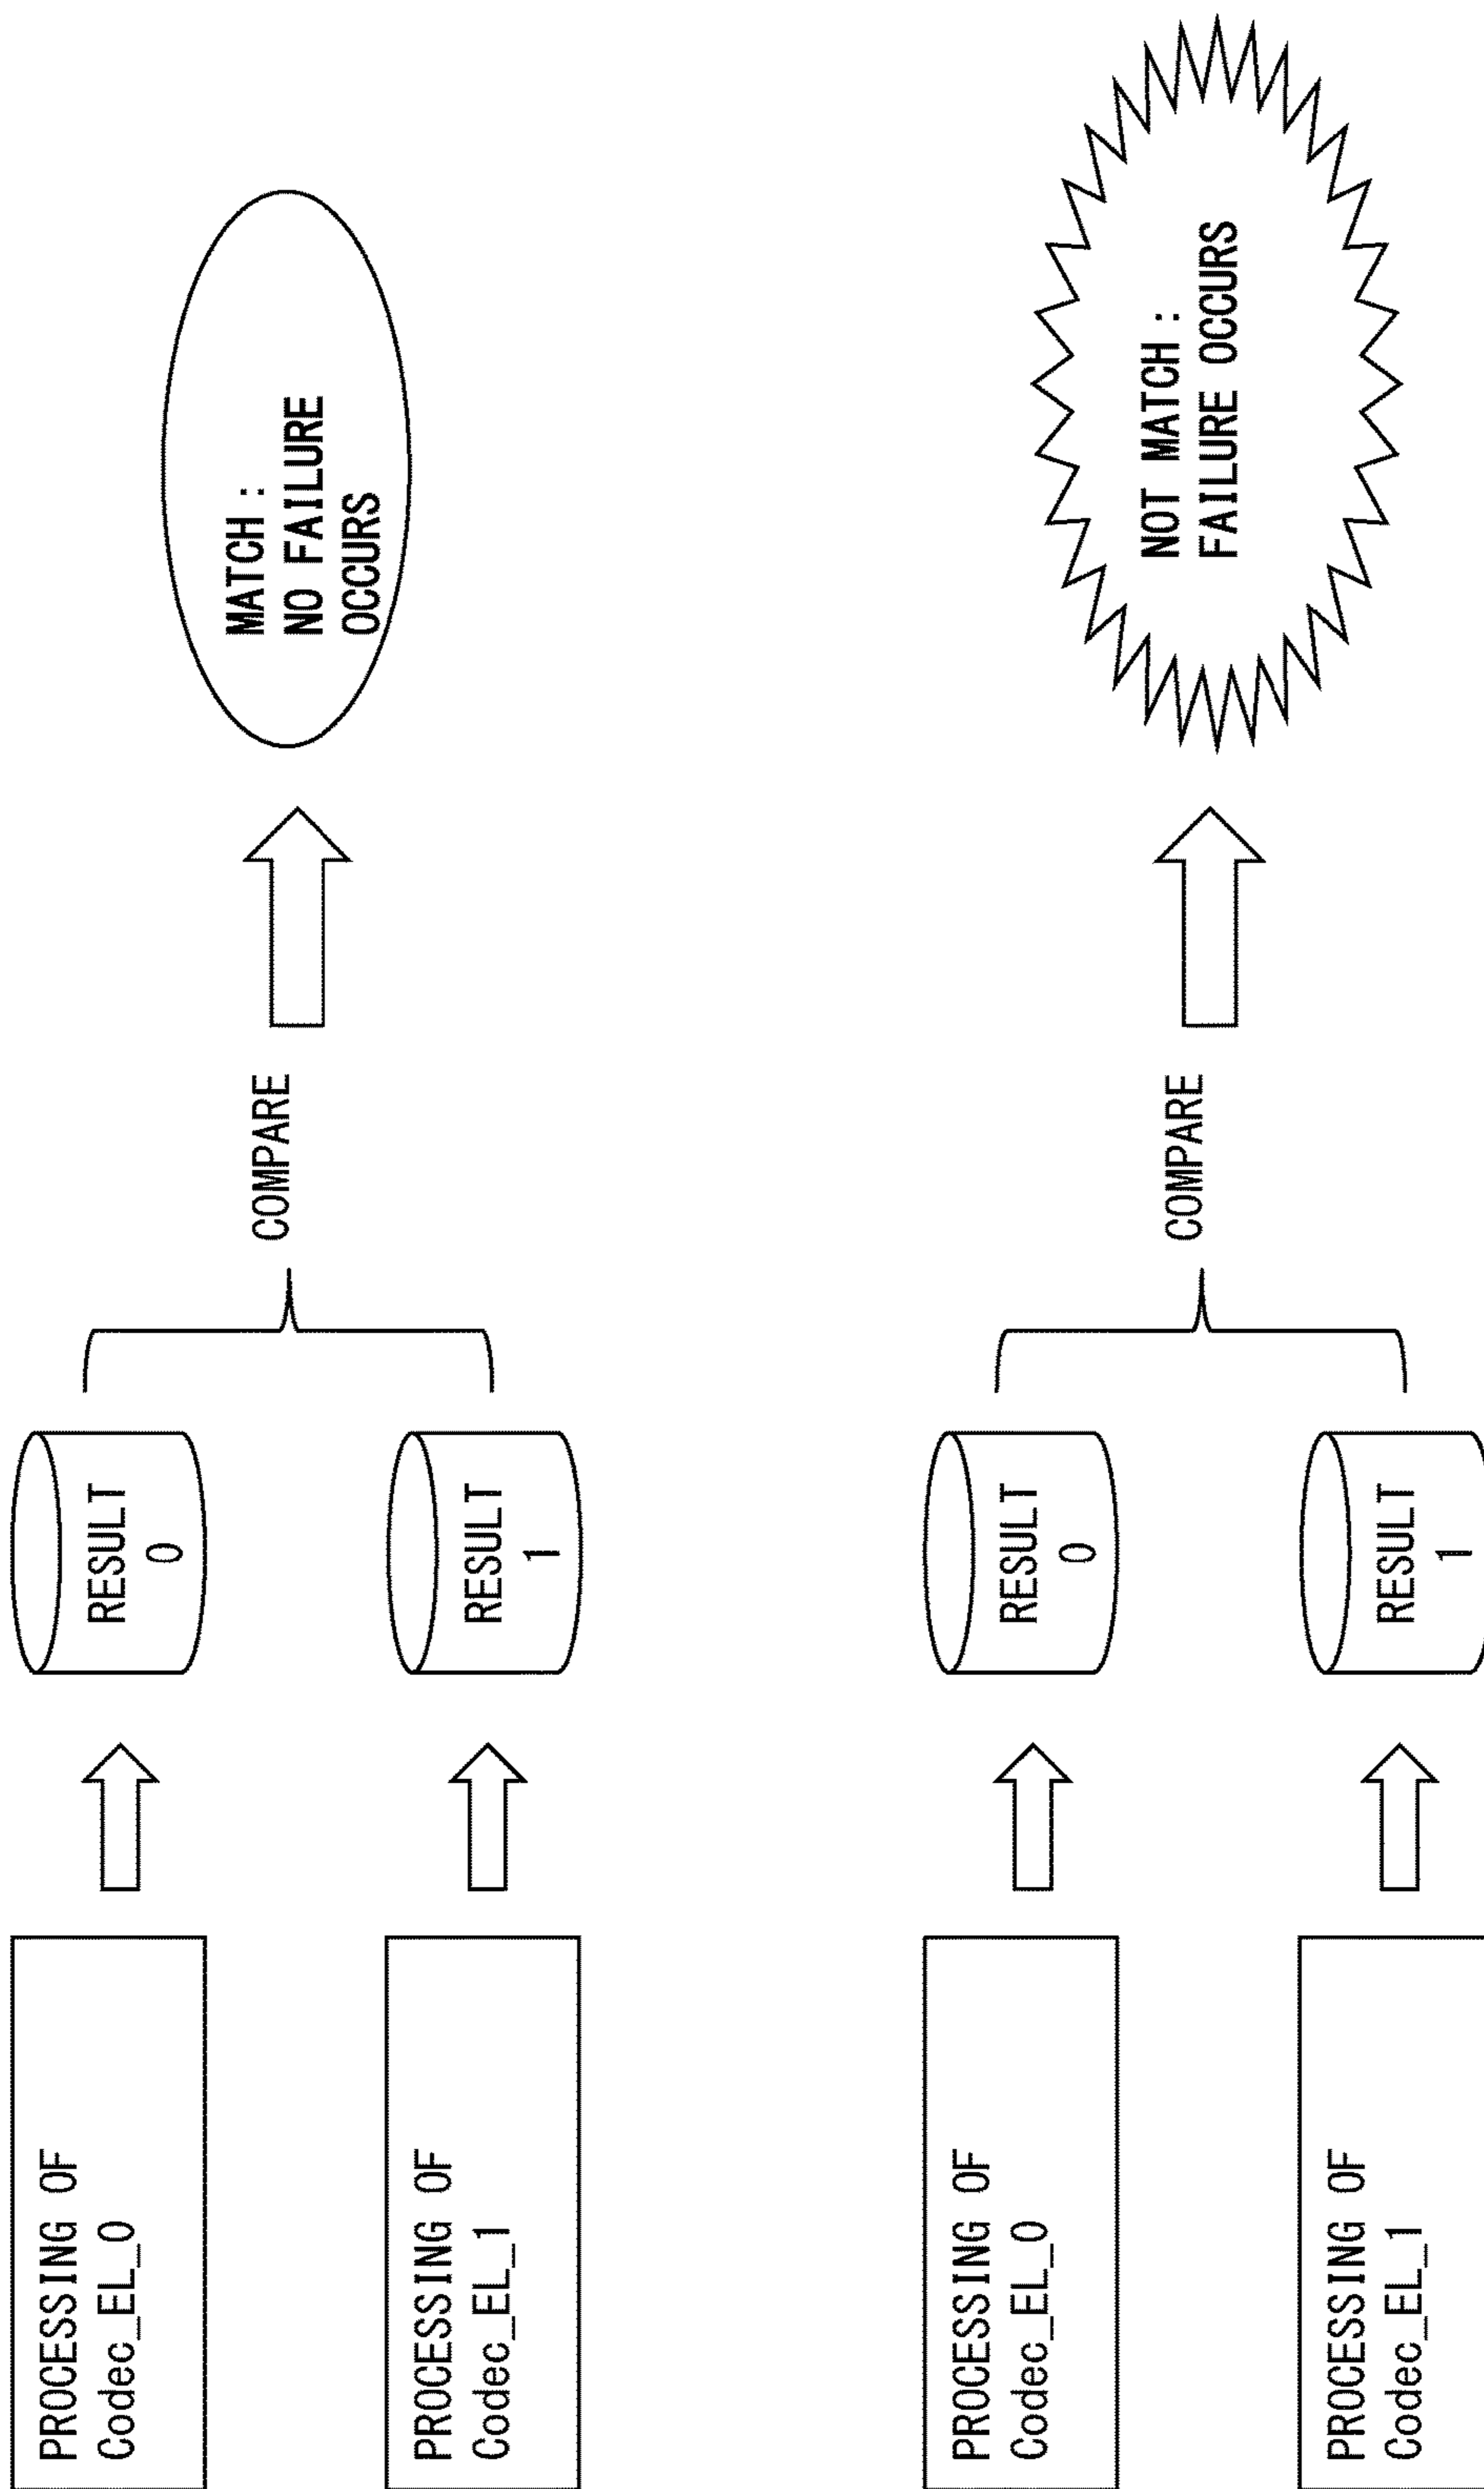 PROCESSING OF
Codec_EL_0
RESULT
0
PROCESSING OF
Codec_EL_1
RESULT
1
COMPARE
MATCH :
NO FAILURE
OCCURS
PROCESSING OF
Codec_EL_0
RESULT
0
PROCESSING OF
Codec_EL_1
RESULT
1
COMPARE
NOT MATCH :
FAILURE OCCURS